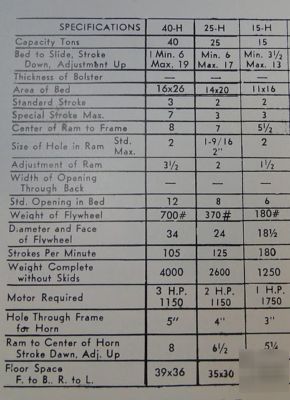 SPECIFICATIONS 40-H 25-H 15-H
Capacity Tons 40 25 15
Bed to Slide, Stroke 1 Min. 6 Min. 6 Min. 3½
Down, Adjustment Up Max. 19 Max. 17 Max. 13
Thickness of Bolster — — —
Area of Bed 16x26 14x20 11x16
Standard Stroke 3 2 2
Special Stroke Max. 7 3 3
Center of Ram to Frame 8 7 5½
Size of Hole in Ram Std. 2 1-9/16 2
Max. 2"
Adjustment of Ram 3½ 2 1½
Width of Opening
Through Back — — —
Std. Opening in Bed 12 8 6
Weight of Flywheel 700# 370# 180#
Diameter and Face
of Flywheel 34 24 18½
Strokes Per Minute 105 125 180
Weight Complete
without Skids 4000 2600 1250
Motor Required 3 H.P. 2 H.P. 1 H.P.
1150 1150 1750
Hole Through Frame
for Horn 5" 4" 3"
Ram to Center of Horn
Stroke Down, Adj. Up 8 6½ 5¼
Floor Space
F. to B., R. to L. 39x36 35x30